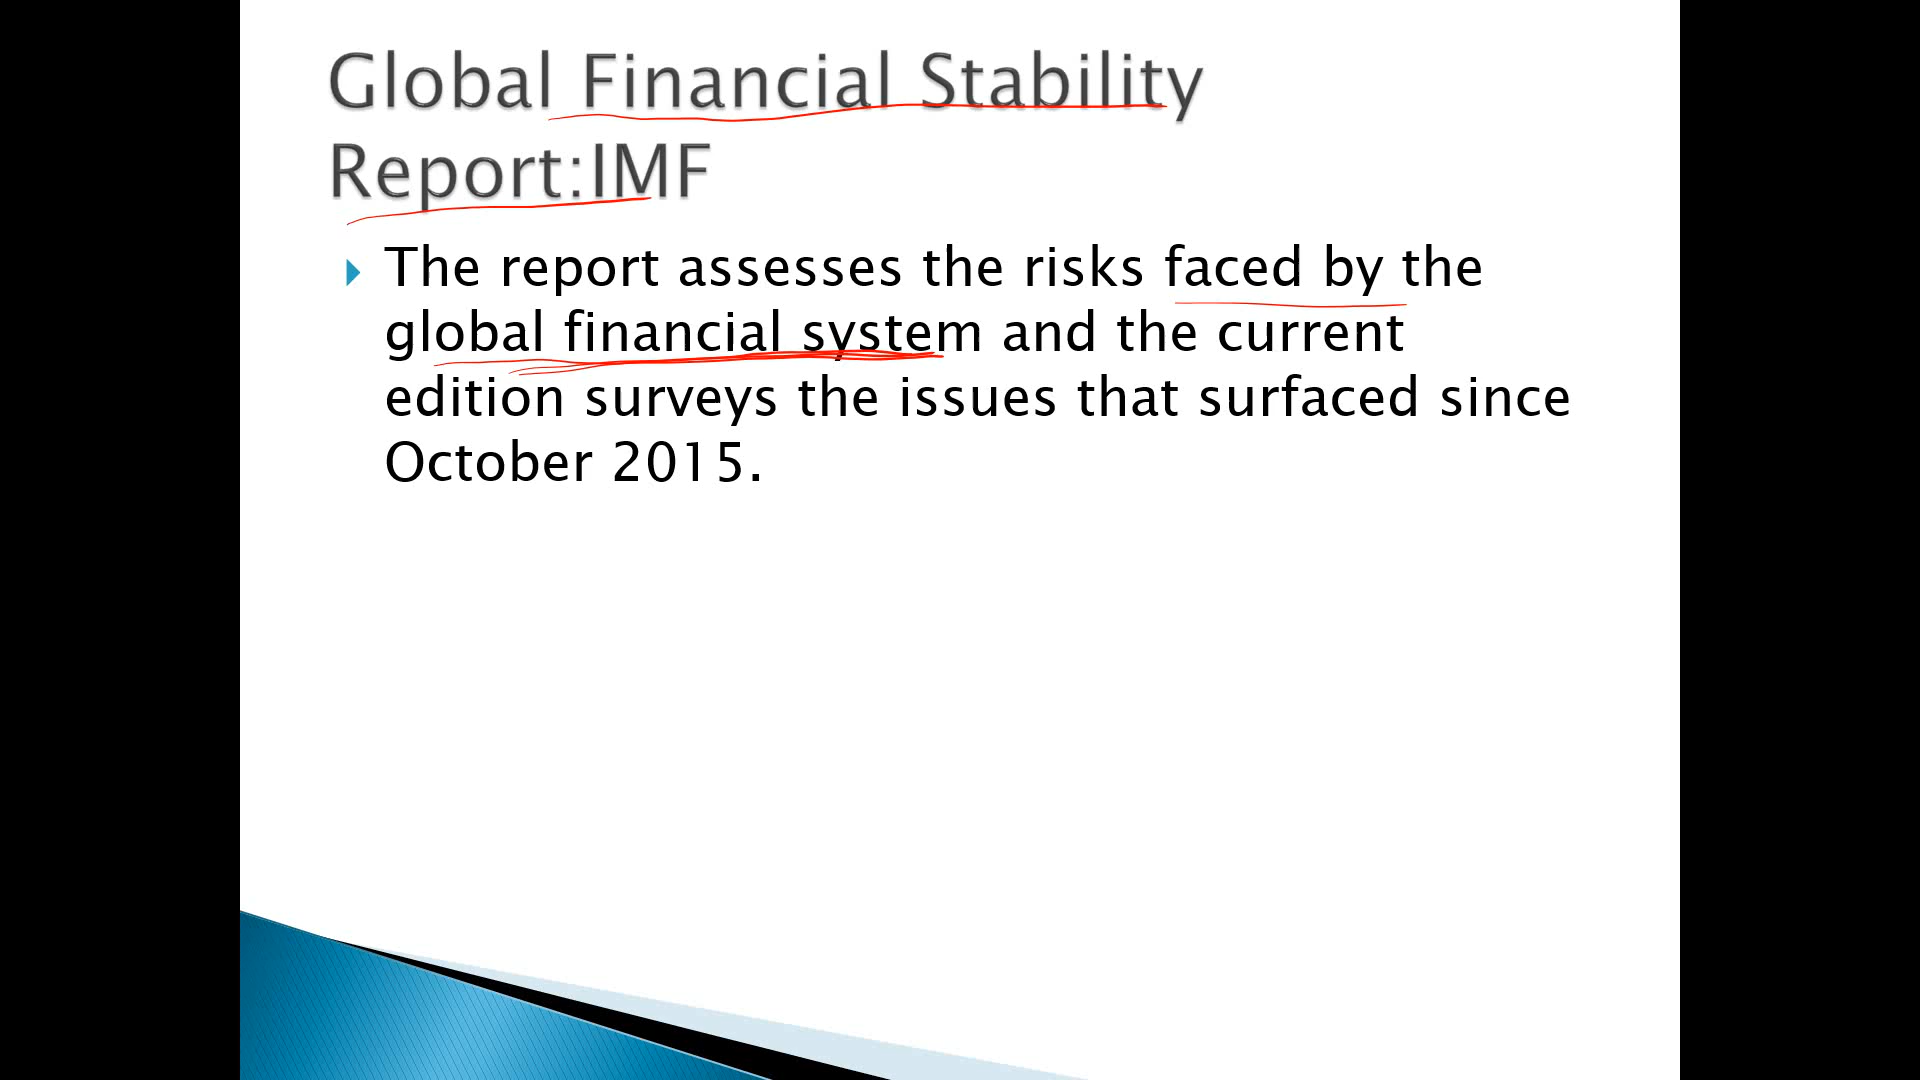 Global Financial Stability
Report:IMF
The report assesses the risks faced by the
global financial system and the current
edition surveys the issues that surfaced since
October 2015.